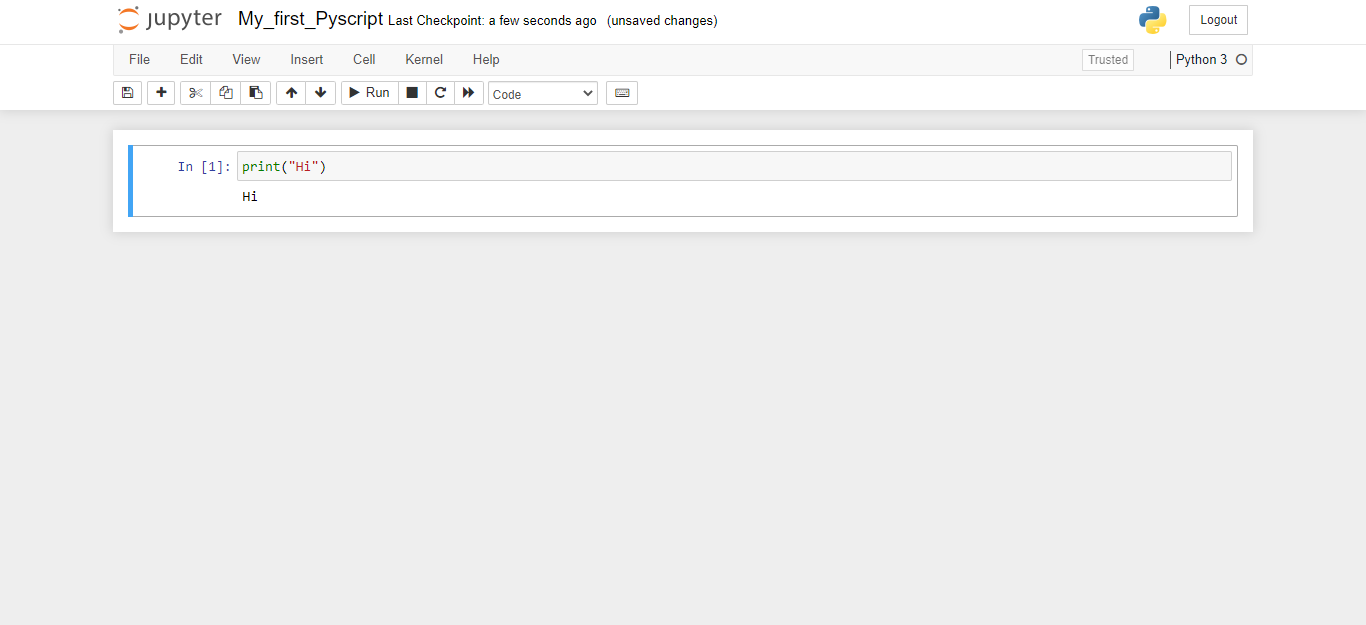 jupyter My_first_Pyscript Last Checkpoint: a few seconds ago (unsaved changes) Logout
File Edit View Insert Cell Kernel Help Trusted Python 3
Run Code
In [1]: print("Hi")
Hi